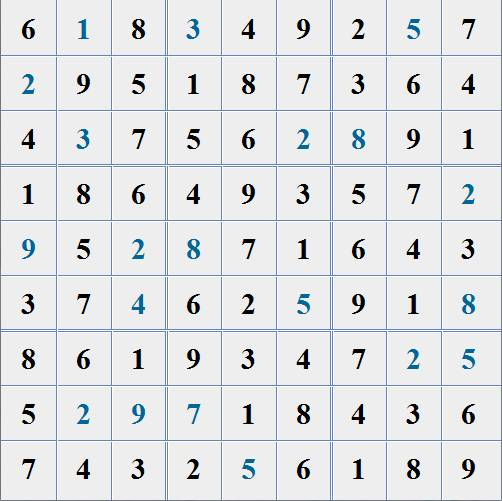 6 1 8 3 4 9 2 5 7
2 9 5 1 8 7 3 6 4
4 3 7 5 6 2 8 9 1
1 8 6 4 9 3 5 7 2
9 5 2 8 7 1 6 4 3
3 7 4 6 2 5 9 1 8
8 6 1 9 3 4 7 2 5
5 2 9 7 1 8 4 3 6
7 4 3 2 5 6 1 8 9